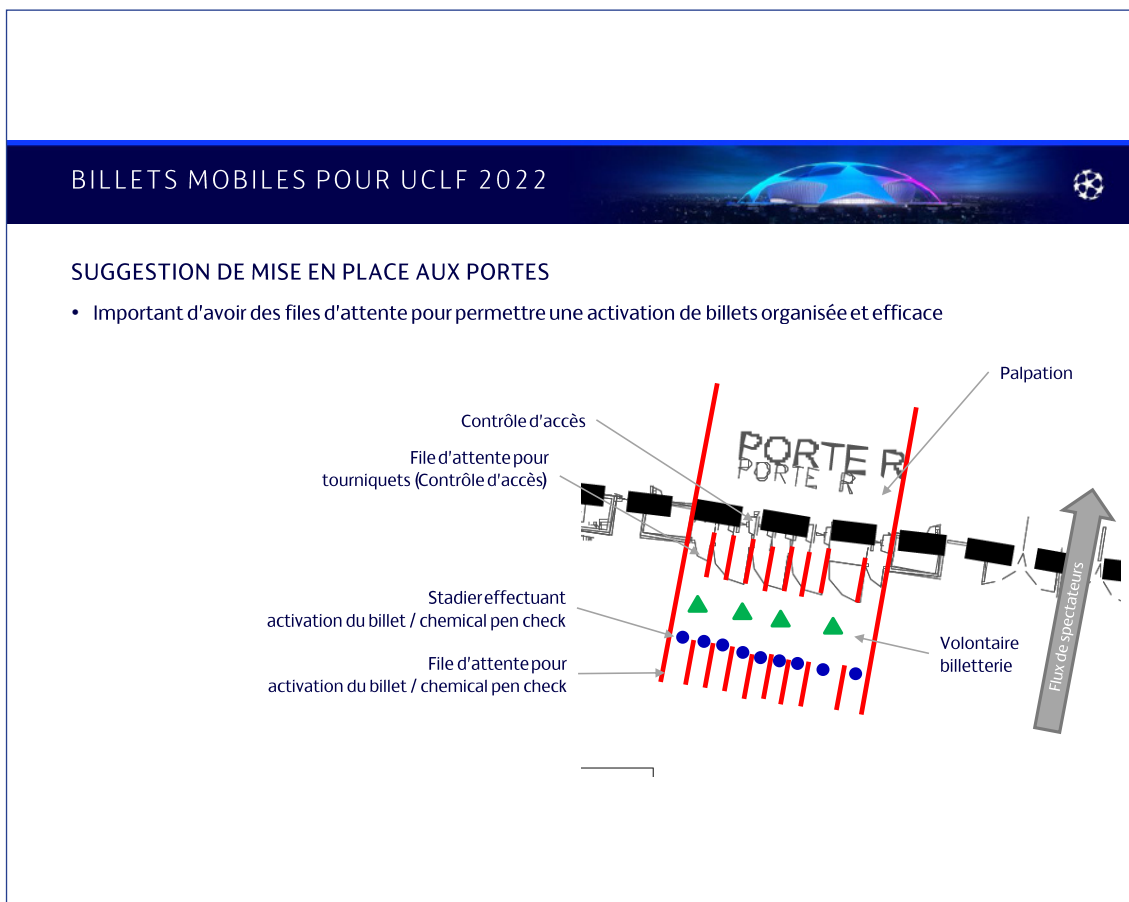 BILLETS MOBILES POUR UCLF 2022
SUGGESTION DE MISE EN PLACE AUX PORTES
• Important d'avoir des files d'attente pour permettre une activation de billets organisée et efficace
Palpation
Contrôle d'accès
PORTE R
PORTE R
File d'attente pour
tourniquets (Contrôle d'accès)
Stadier effectuant
activation du billet / chemical pen check
Volontaire
billetterie
File d'attente pour
activation du billet / chemical pen check
Flux de spectateurs